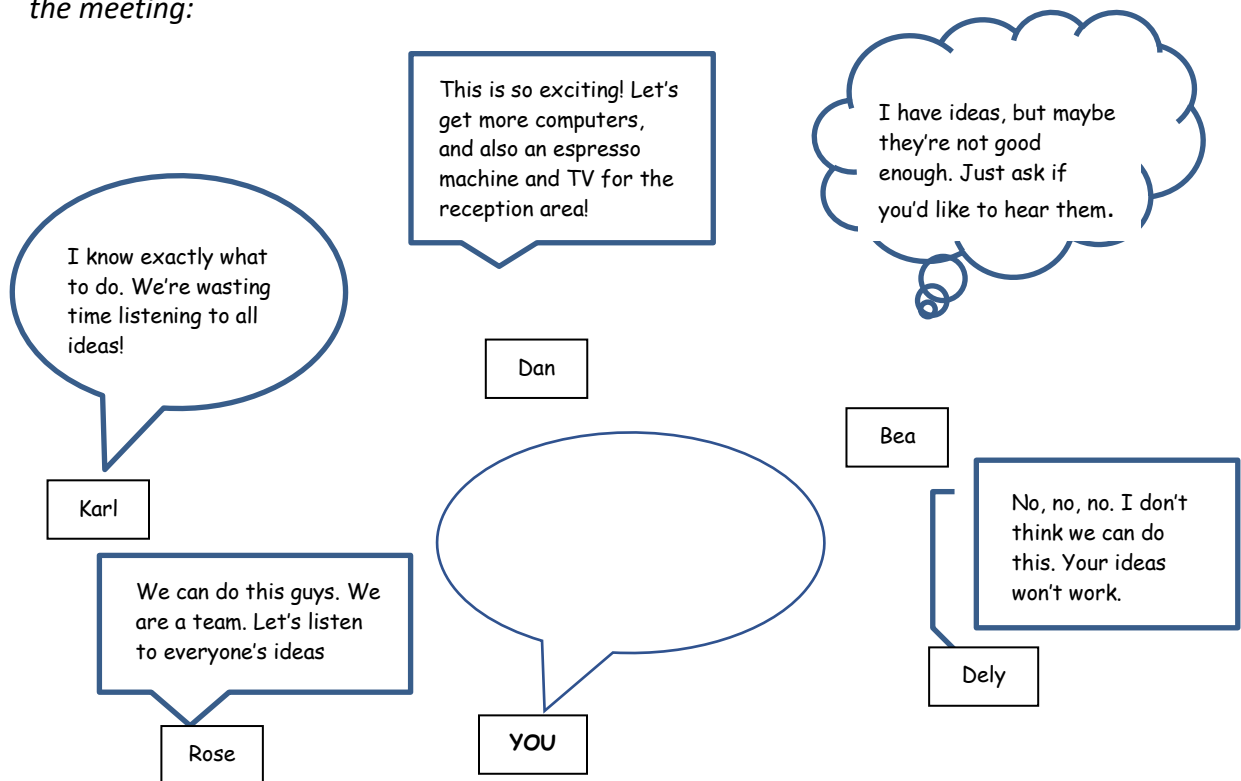 the meeting:
This is so exciting! Let's
get more computers,
and also an espresso
machine and TV for the
reception area!
I have ideas, but maybe
they're not good
enough. Just ask if
you'd like to hear them.
I know exactly what
to do. We're wasting
time listening to all
ideas!
Dan
Bea
Karl
No, no, no. I don't
think we can do
this. Your ideas
won't work.
We can do this guys. We
are a team. Let's listen
to everyone's ideas
Dely
YOU
Rose